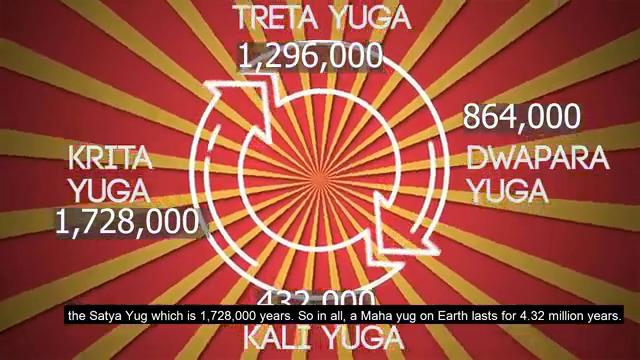 TRETA YUGA
1,296,000
864,000
DWAPARA
YUGA
KRITA
YUGA
1,728,000
432,000
the Satya Yug which is 1,728,000 years. So in all, a Maha yug on Earth lasts for 4.32 million years.
KALI YUGA